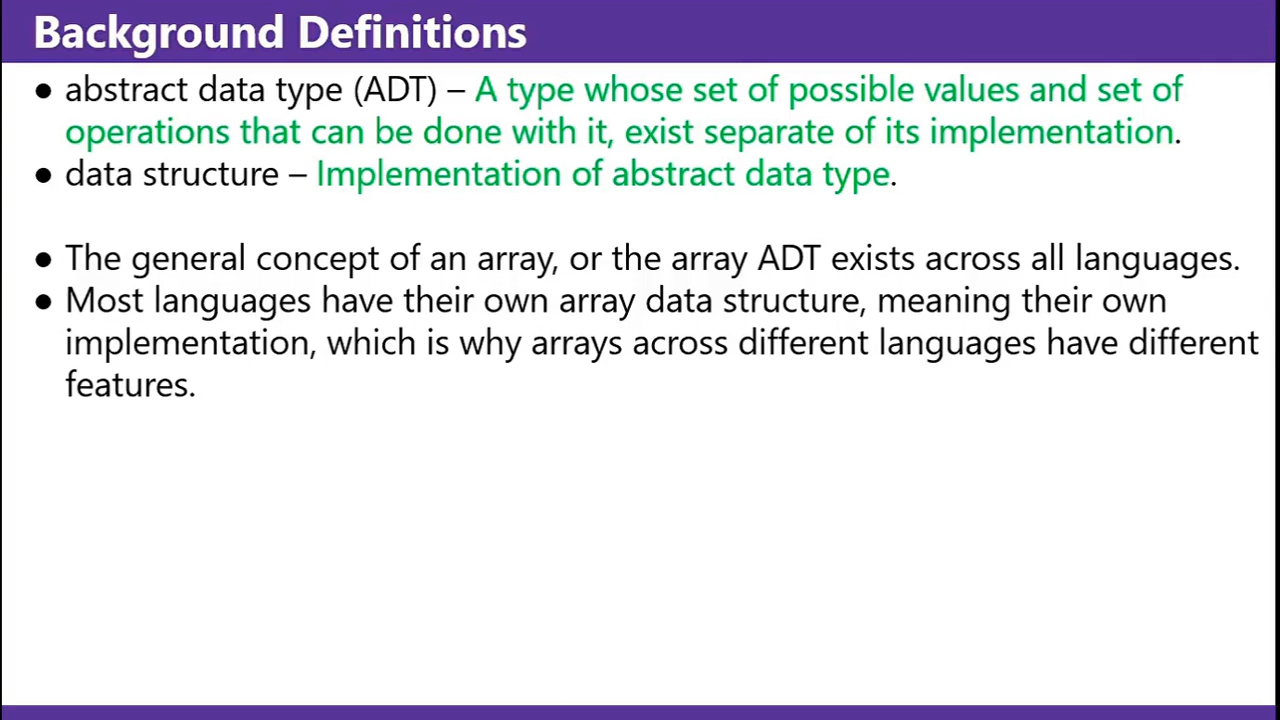 Background Definitions
● abstract data type (ADT) – A type whose set of possible values and set of
operations that can be done with it, exist separate of its implementation.
● data structure – Implementation of abstract data type.
● The general concept of an array, or the array ADT exists across all languages.
● Most languages have their own array data structure, meaning their own
implementation, which is why arrays across different languages have different
features.